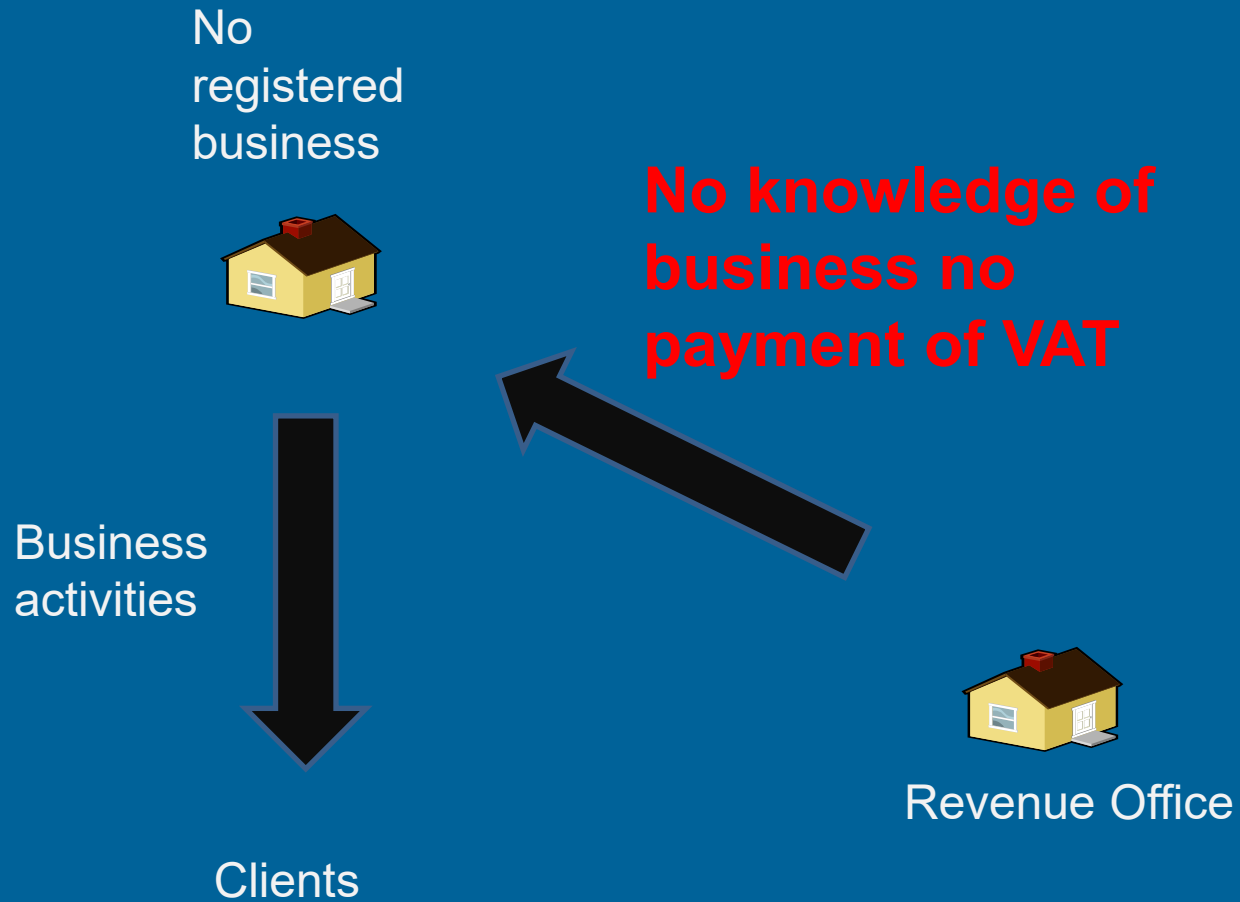 No
registered
business
No knowledge of
business no
payment of VAT
Business
activities
Revenue Office
Clients